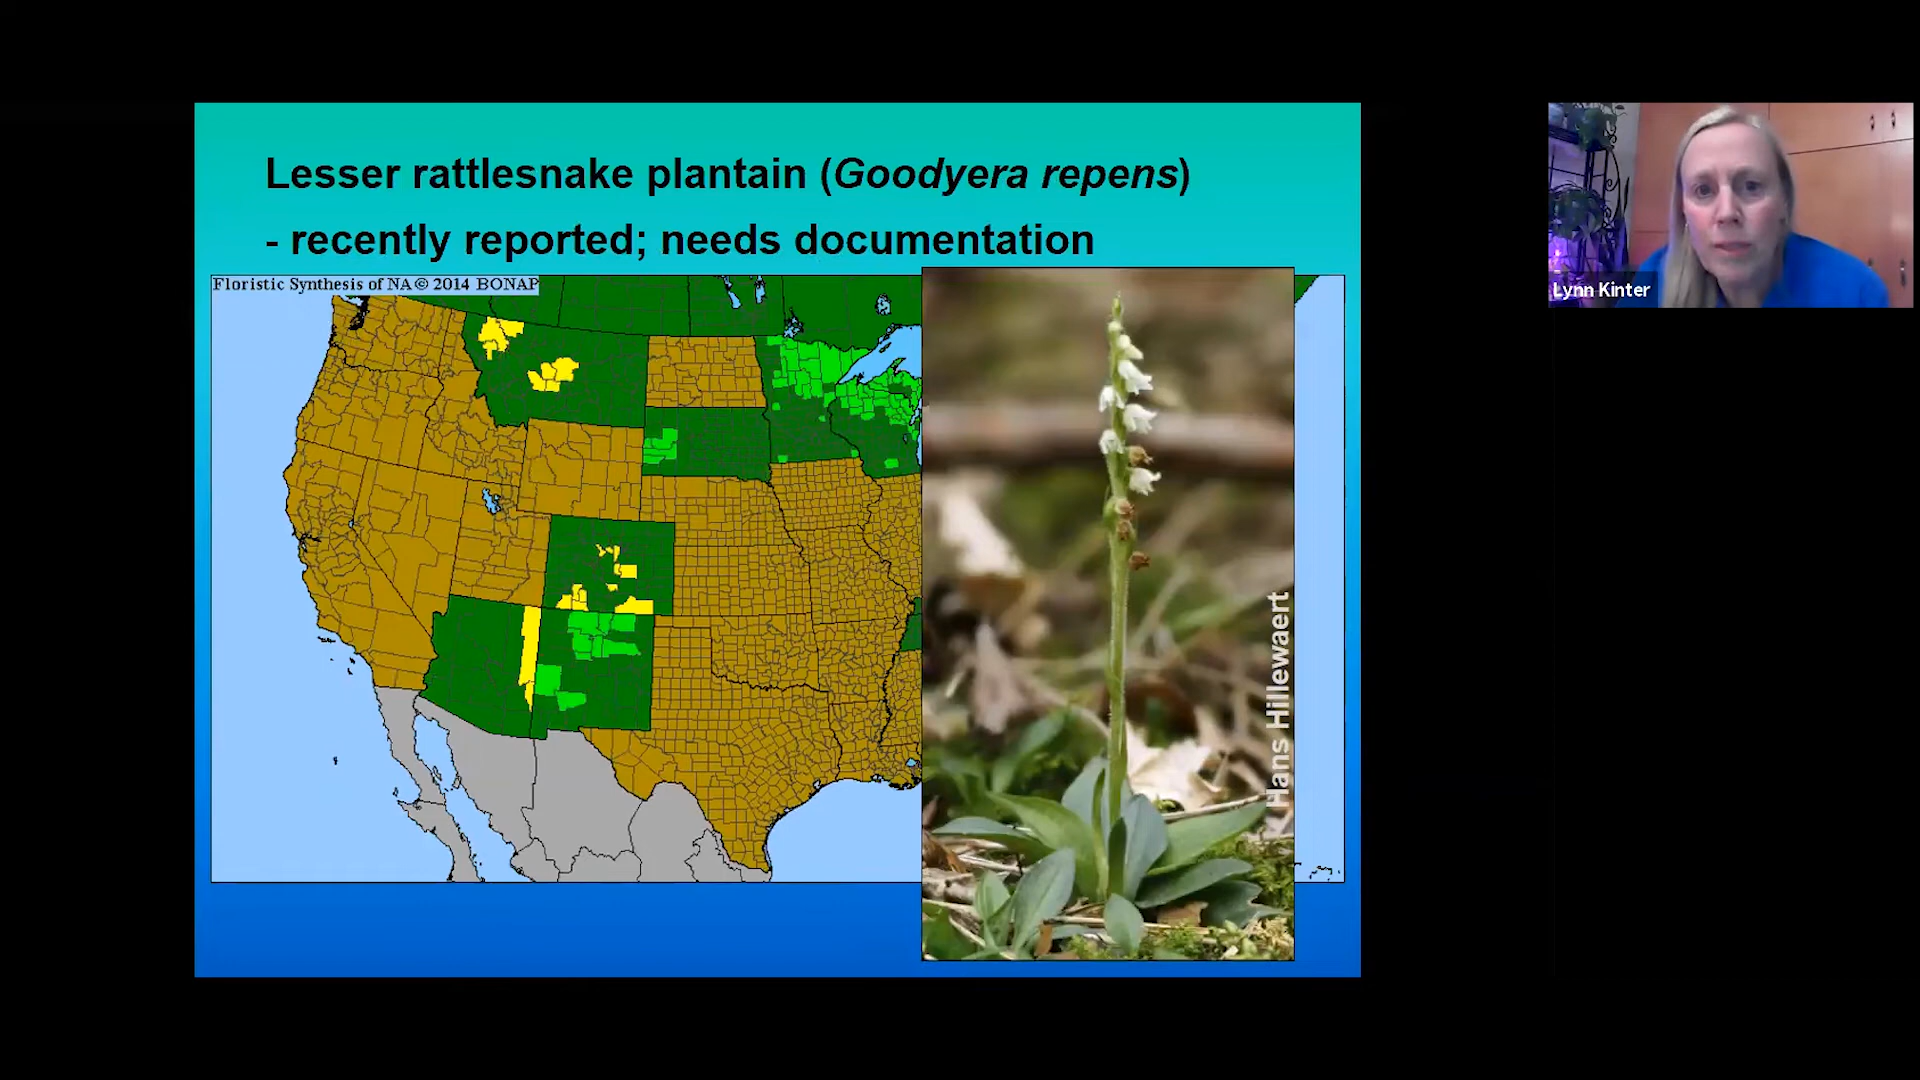 Lesser rattlesnake plantain (Goodyera repens)
- recently reported; needs documentation
Floristic Synthesis of NA © 2014 BONAP
Hans Hillewaert
Lynn Kinter